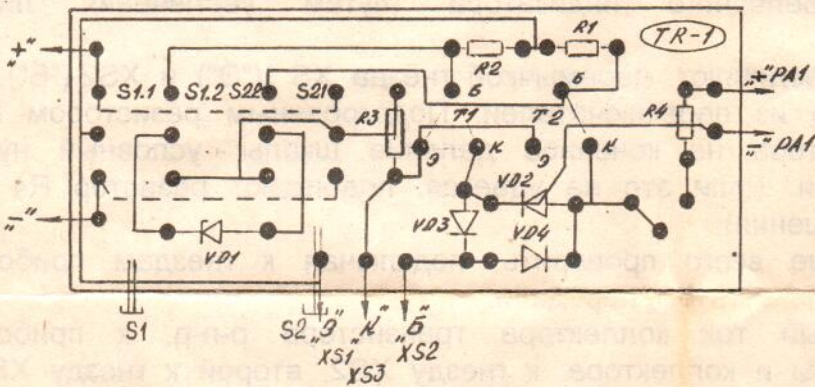 "+"
S1.1 S1.2 S2.2 S2.1
R3
R2
R1
TR-1
"+" PA1
R4
"-" PA1
"-"
Б
Б
T1
T2
Э
К
Э
К
VD1
VD2
VD3
VD4
S1
S2
"Э"
XS1
"К"
XS3
"Б"
XS2